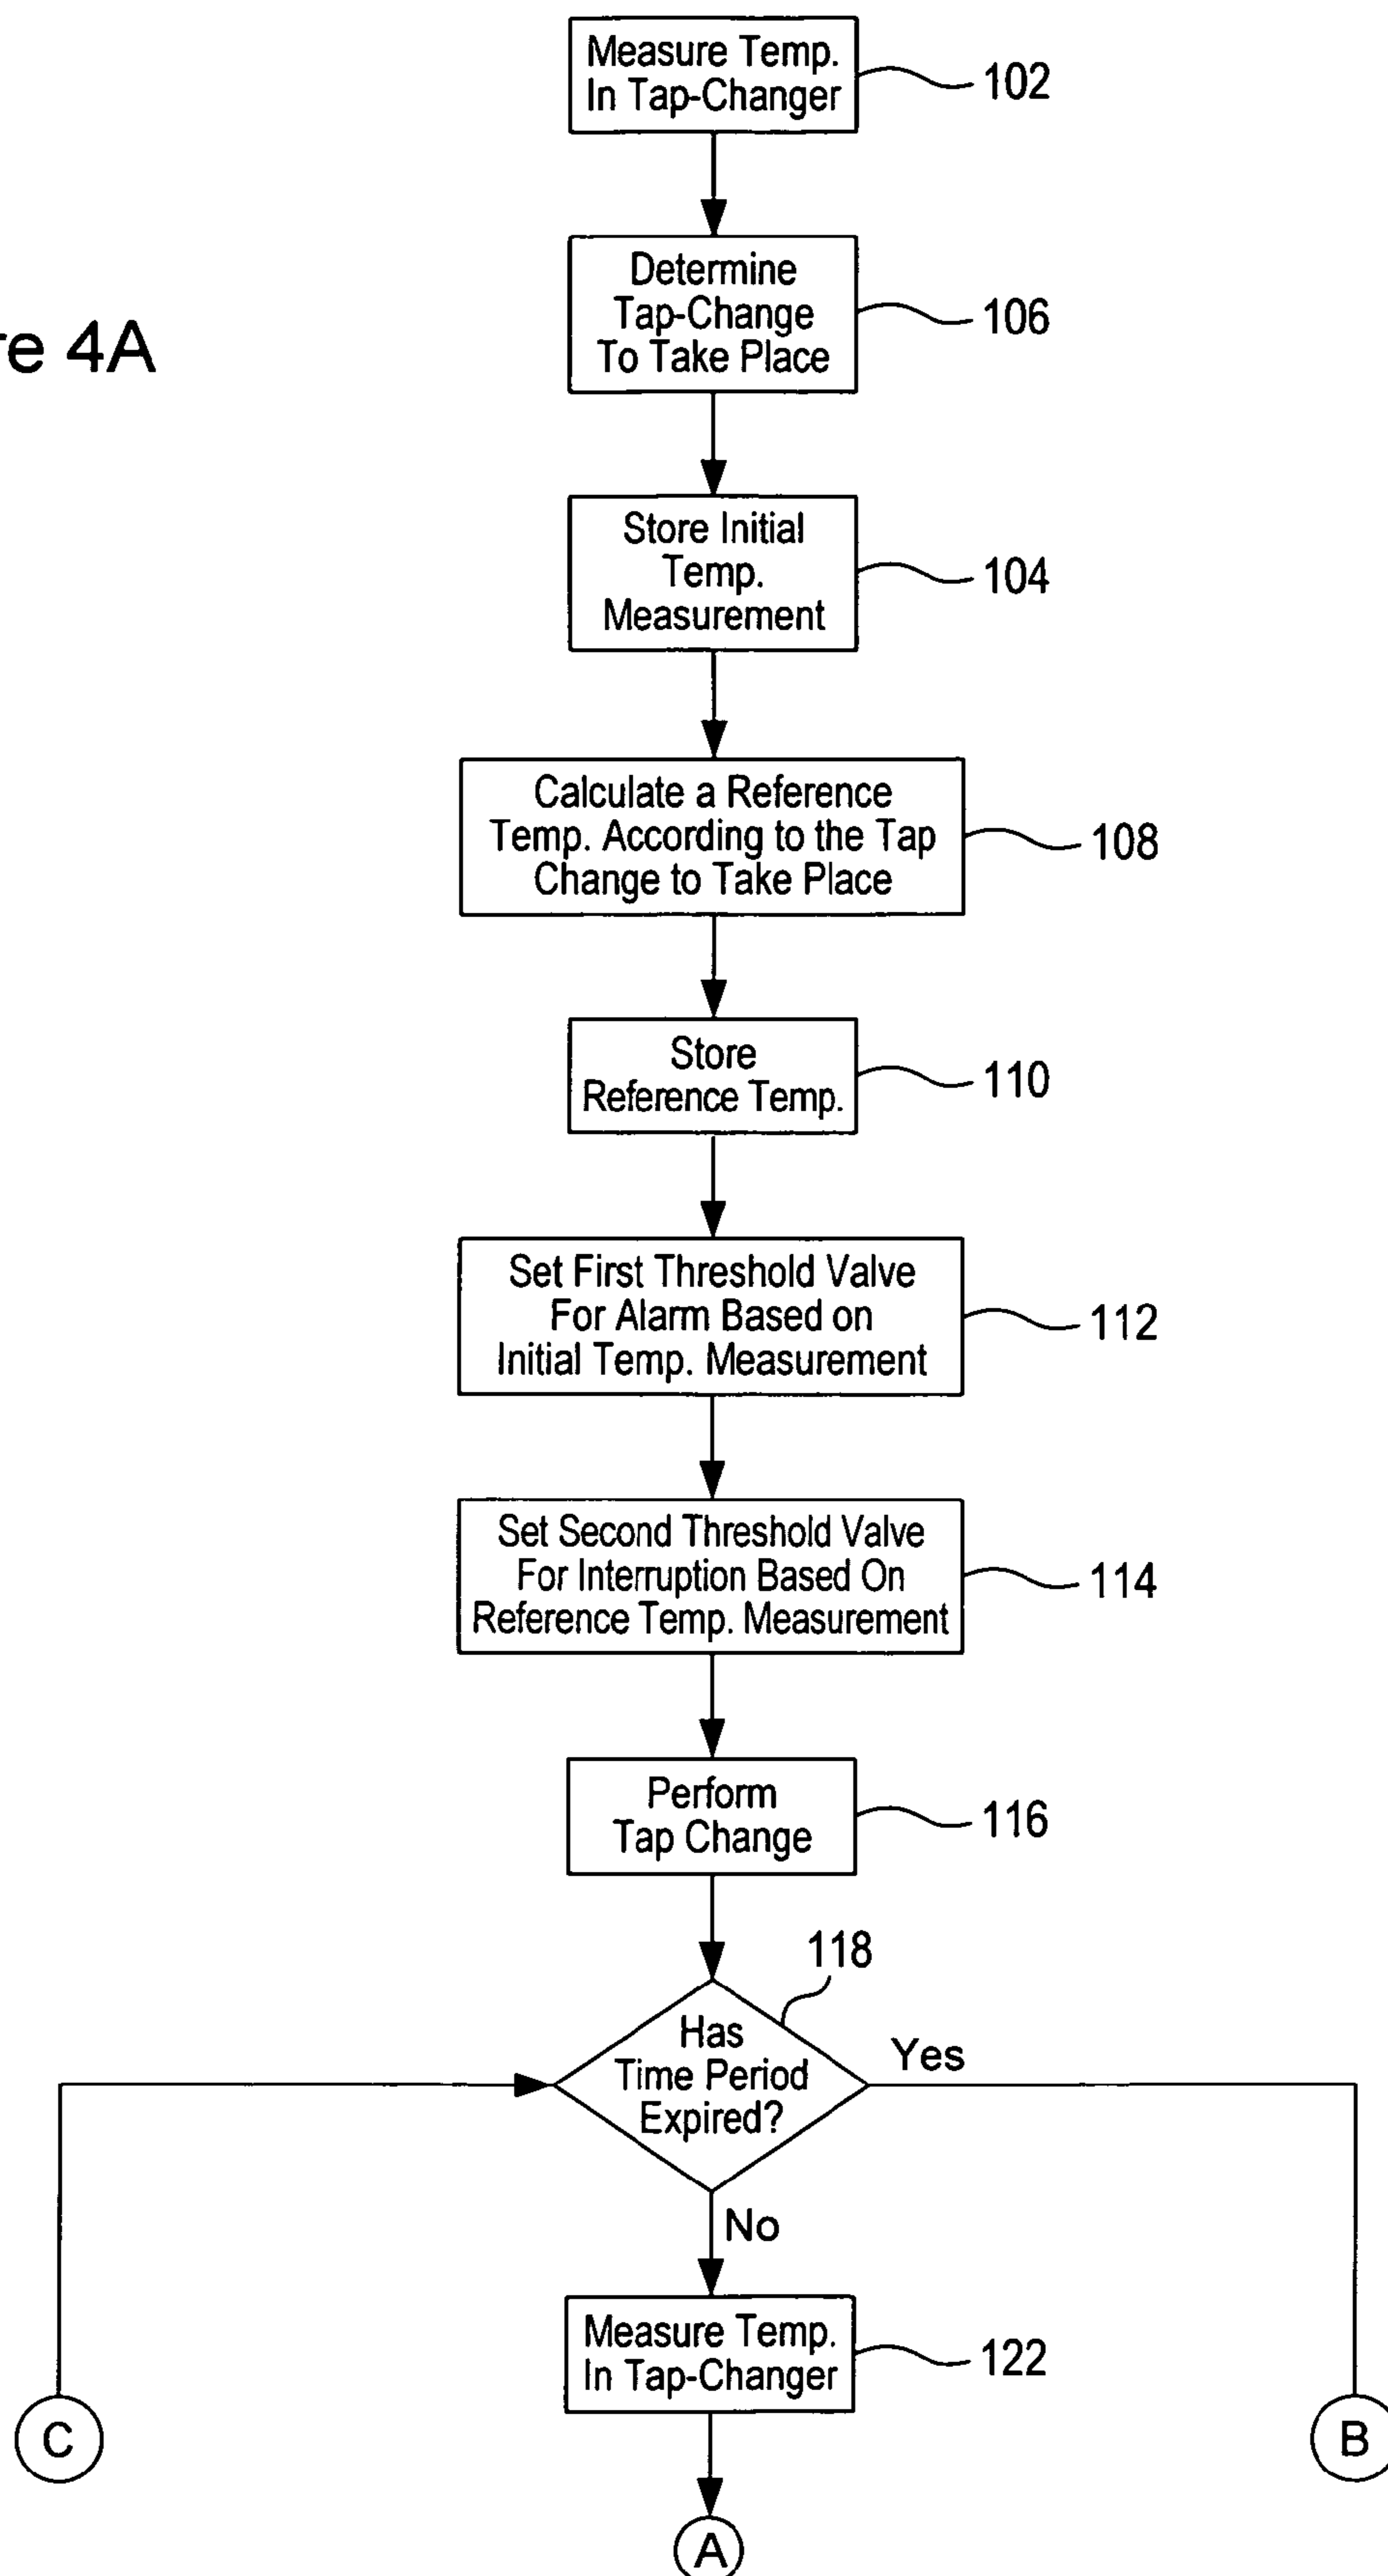 Measure Temp.
In Tap-Changer
102
Determine
Tap-Change
To Take Place
106
re 4A
Store Initial
Temp.
Measurement
104
Calculate a Reference
Temp. According to the Tap
Change to Take Place
108
Store
Reference Temp.
110
Set First Threshold Valve
For Alarm Based on
Initial Temp. Measurement
112
Set Second Threshold Valve
For Interruption Based On
Reference Temp. Measurement
114
Perform
Tap Change
116
118
Has
Time Period
Expired?
Yes
No
Measure Temp.
In Tap-Changer
122
C
B
A